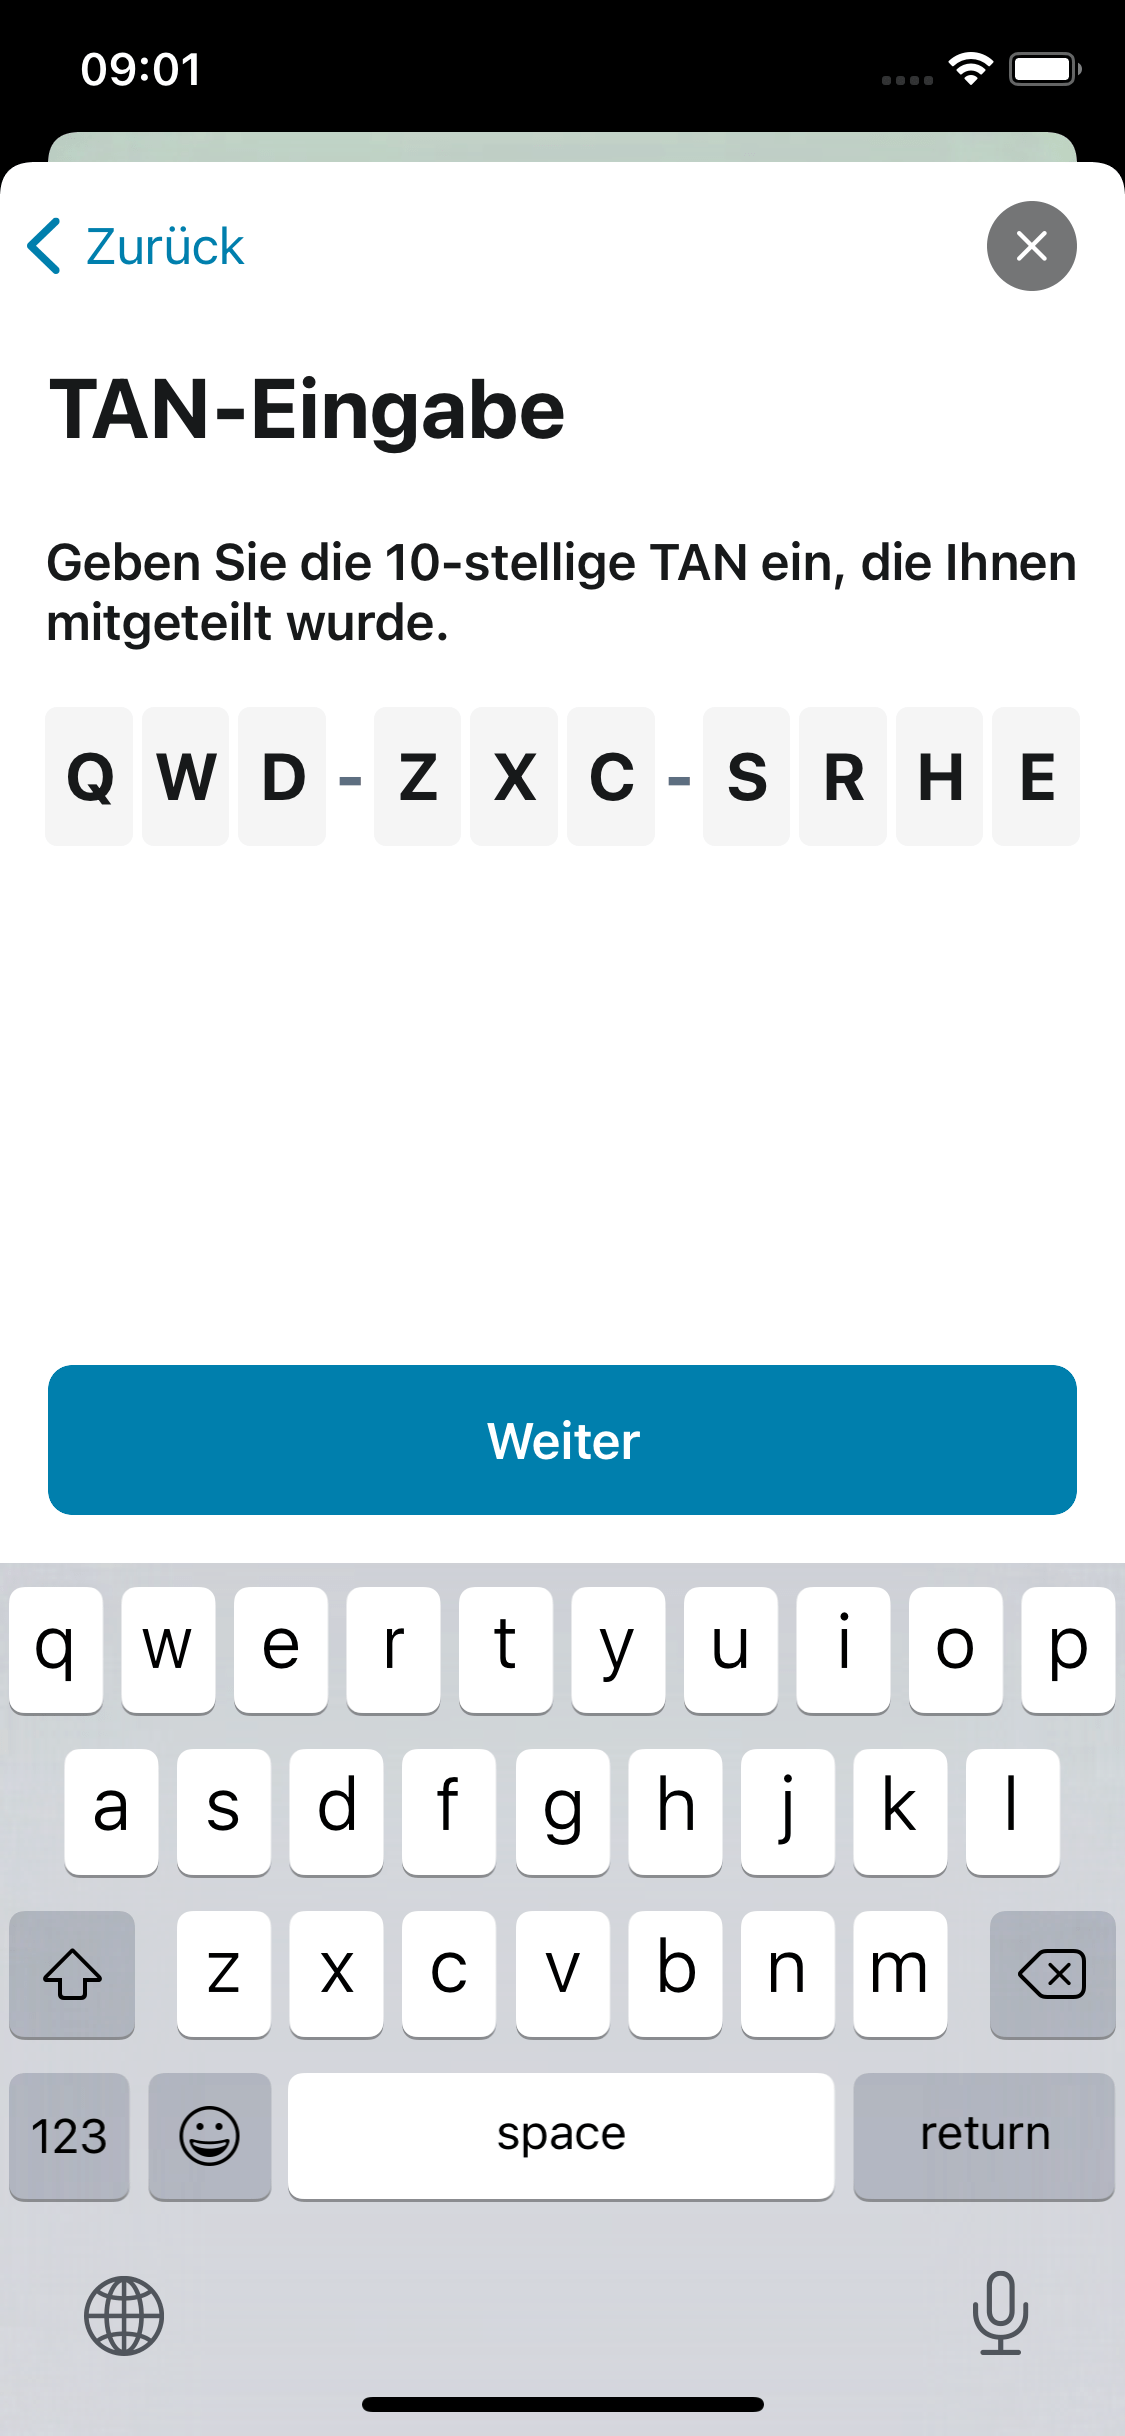 09:01
Zurück
TAN-Eingabe
Geben Sie die 10-stellige TAN ein, die Ihnen
mitgeteilt wurde.
Q W D - Z X C - S R H E
Weiter
q w e r t y u i o p
a s d f g h j k l
z x c v b n m
123 space return